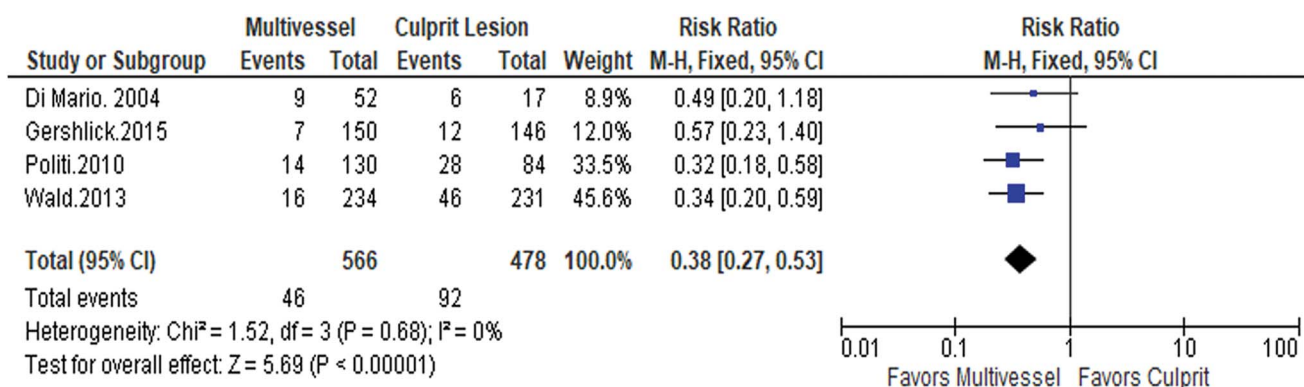 Multivessel Culprit Lesion Risk Ratio Risk Ratio
Study or Subgroup Events Total Events Total Weight M-H, Fixed, 95% CI M-H, Fixed, 95% CI
Di Mario. 2004 9 52 6 17 8.9% 0.49 [0.20, 1.18]
Gershlick.2015 7 150 12 146 12.0% 0.57 [0.23, 1.40]
Politi.2010 14 130 28 84 33.5% 0.32 [0.18, 0.58]
Wald.2013 16 234 46 231 45.6% 0.34 [0.20, 0.59]
Total (95% CI) 566 478 100.0% 0.38 [0.27, 0.53]
Total events 46 92
Heterogeneity: Chi² = 1.52, df = 3 (P = 0.68); I² = 0%
Test for overall effect: Z = 5.69 (P < 0.00001)
0.01 0.1 1 10 100
Favors Multivessel Favors Culprit